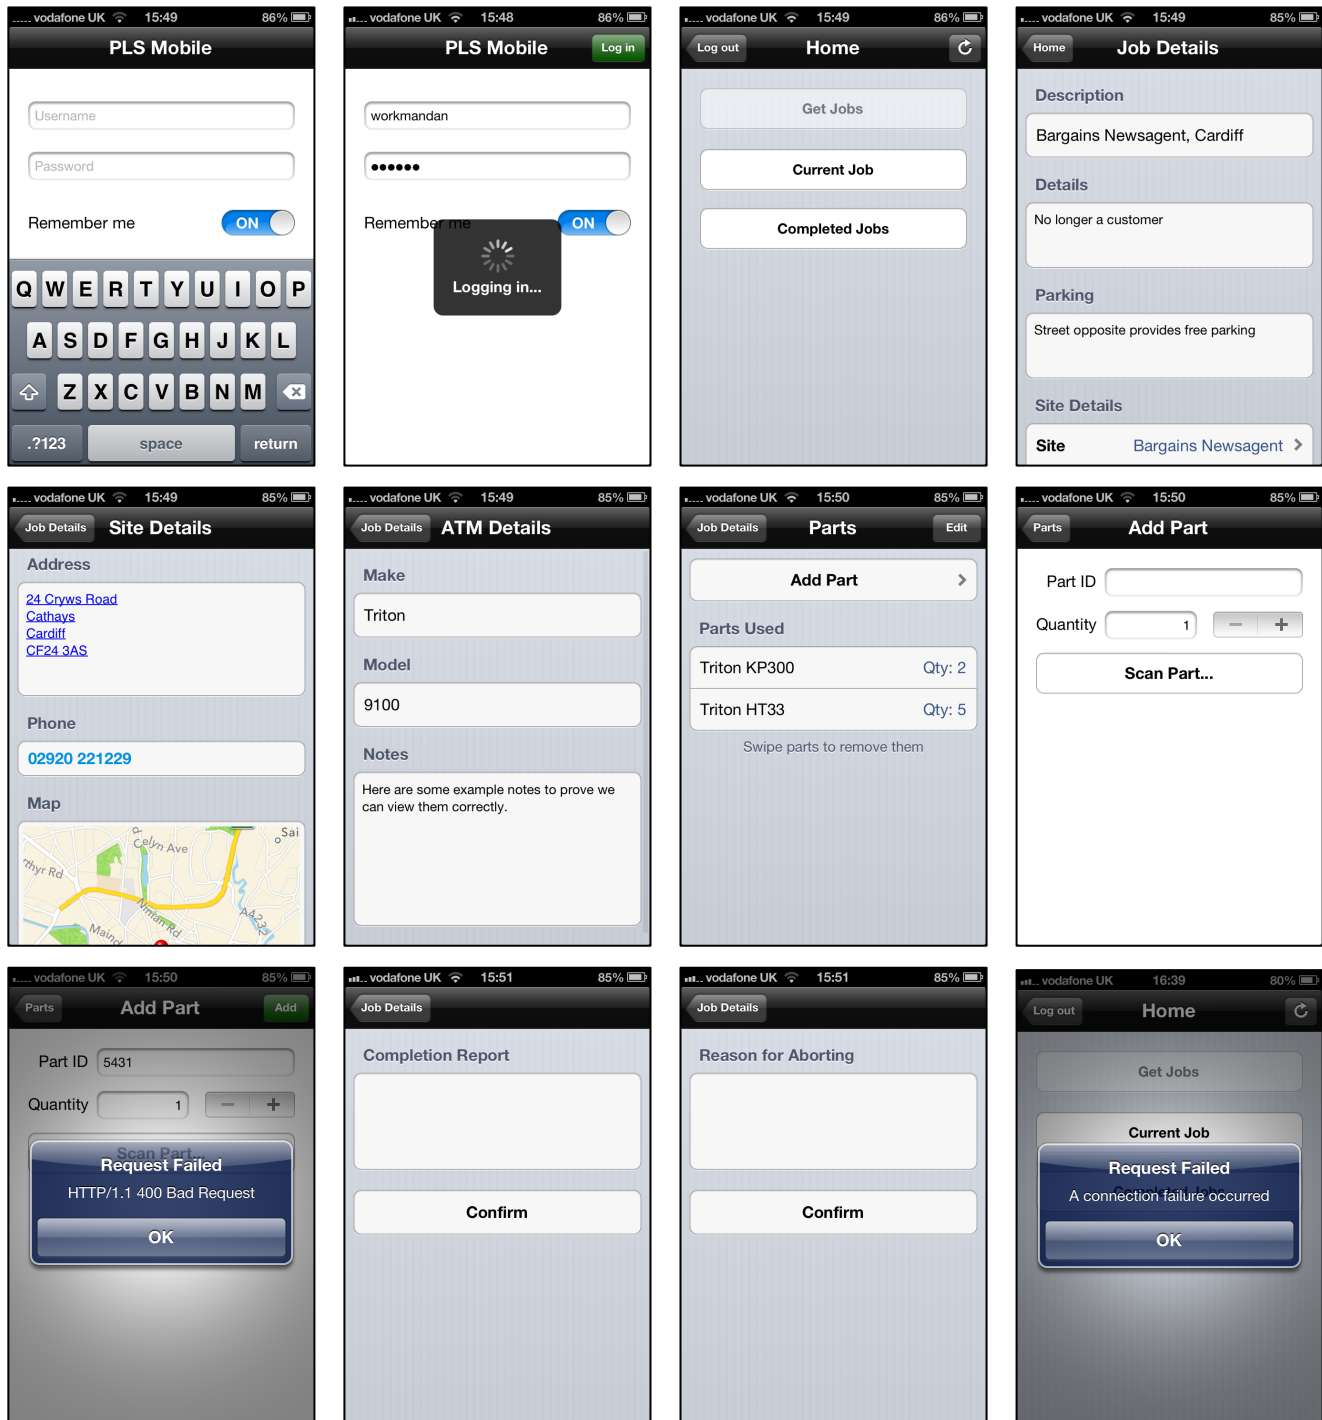 vodafone UK 15:49 86%
PLS Mobile
Username
Password
Remember me ON
Q W E R T Y U I O P
A S D F G H J K L
Z X C V B N M
.?123 space return
vodafone UK 15:48 86%
PLS Mobile Log in
workmandan
Remember me ON
Logging in...
vodafone UK 15:49 86%
Log out Home
Get Jobs
Current Job
Completed Jobs
vodafone UK 15:49 85%
Home Job Details
Description
Bargains Newsagent, Cardiff
Details
No longer a customer
Parking
Street opposite provides free parking
Site Details
Site Bargains Newsagent
vodafone UK 15:49 85%
Job Details Site Details
Address
24 Cryws Road
Cathays
Cardiff
CF24 3AS
Phone
02920 221229
Map
Sai
Celyn Ave
thyr Rd
Ninian Rd
A4232
Maind
vodafone UK 15:49 85%
Job Details ATM Details
Make
Triton
Model
9100
Notes
Here are some example notes to prove we
can view them correctly.
vodafone UK 15:50 85%
Job Details Parts Edit
Add Part
Parts Used
Triton KP300 Qty: 2
Triton HT33 Qty: 5
Swipe parts to remove them
vodafone UK 15:50 85%
Parts Add Part
Part ID
Quantity 1 − +
Scan Part...
vodafone UK 15:50 85%
Parts Add Part Add
Part ID 5431
Quantity 1 − +
Scan Part...
Request Failed
HTTP/1.1 400 Bad Request
OK
vodafone UK 15:51 85%
Job Details
Completion Report
Confirm
vodafone UK 15:51 85%
Job Details
Reason for Aborting
Confirm
vodafone UK 16:39 80%
Log out Home
Get Jobs
Current Job
Completed Jobs
Request Failed
A connection failure occurred
OK